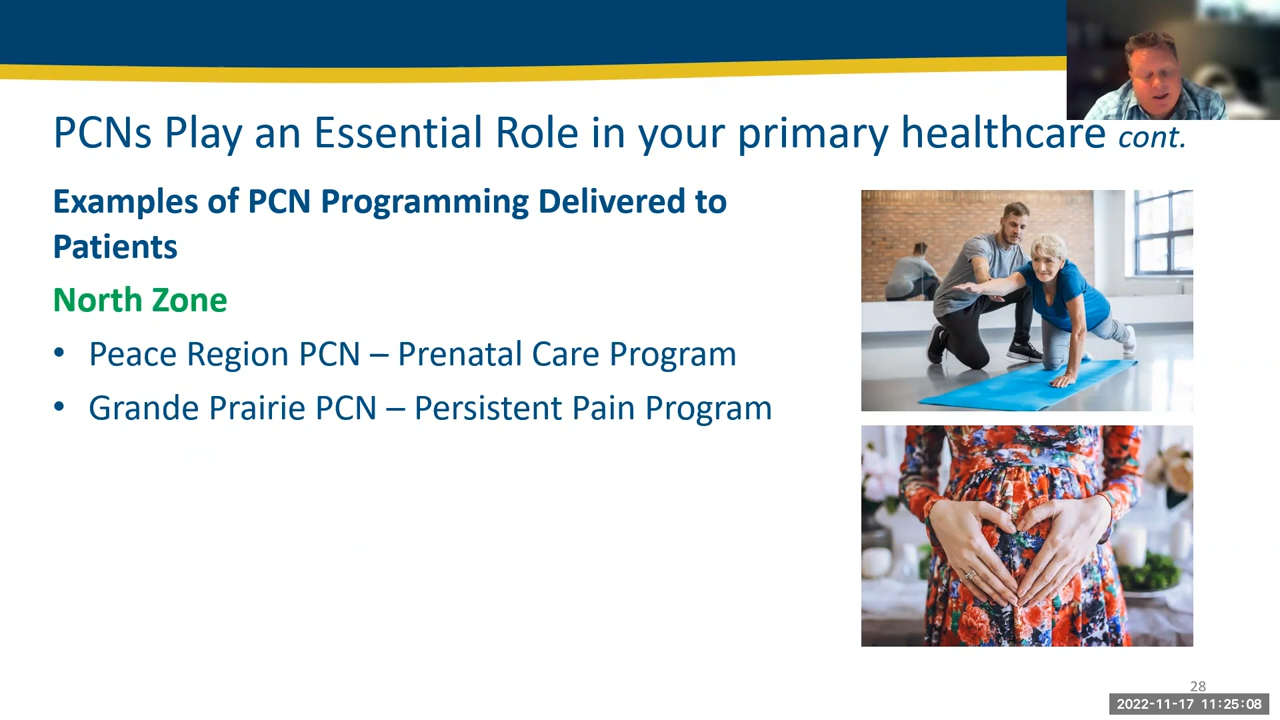 PCNs Play an Essential Role in your primary healthcare cont.
Examples of PCN Programming Delivered to
Patients
North Zone
• Peace Region PCN – Prenatal Care Program
• Grande Prairie PCN – Persistent Pain Program
28
2022-11-17 11:25:08